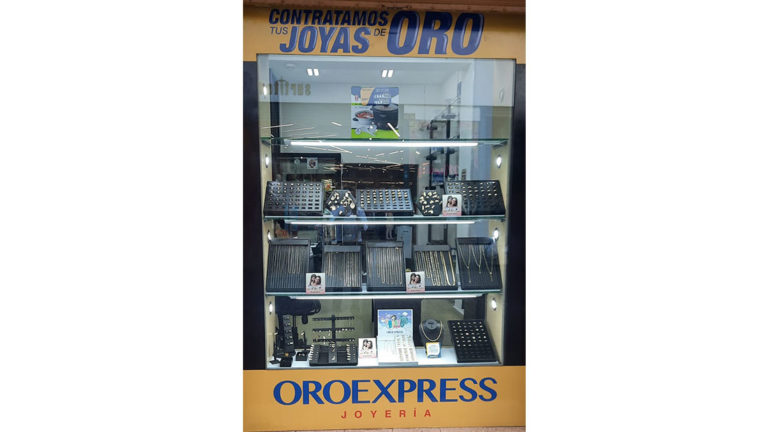 CONTRATAMOS
TUS JOYAS DE ORO
OROEXPRESS
JOYERÍA